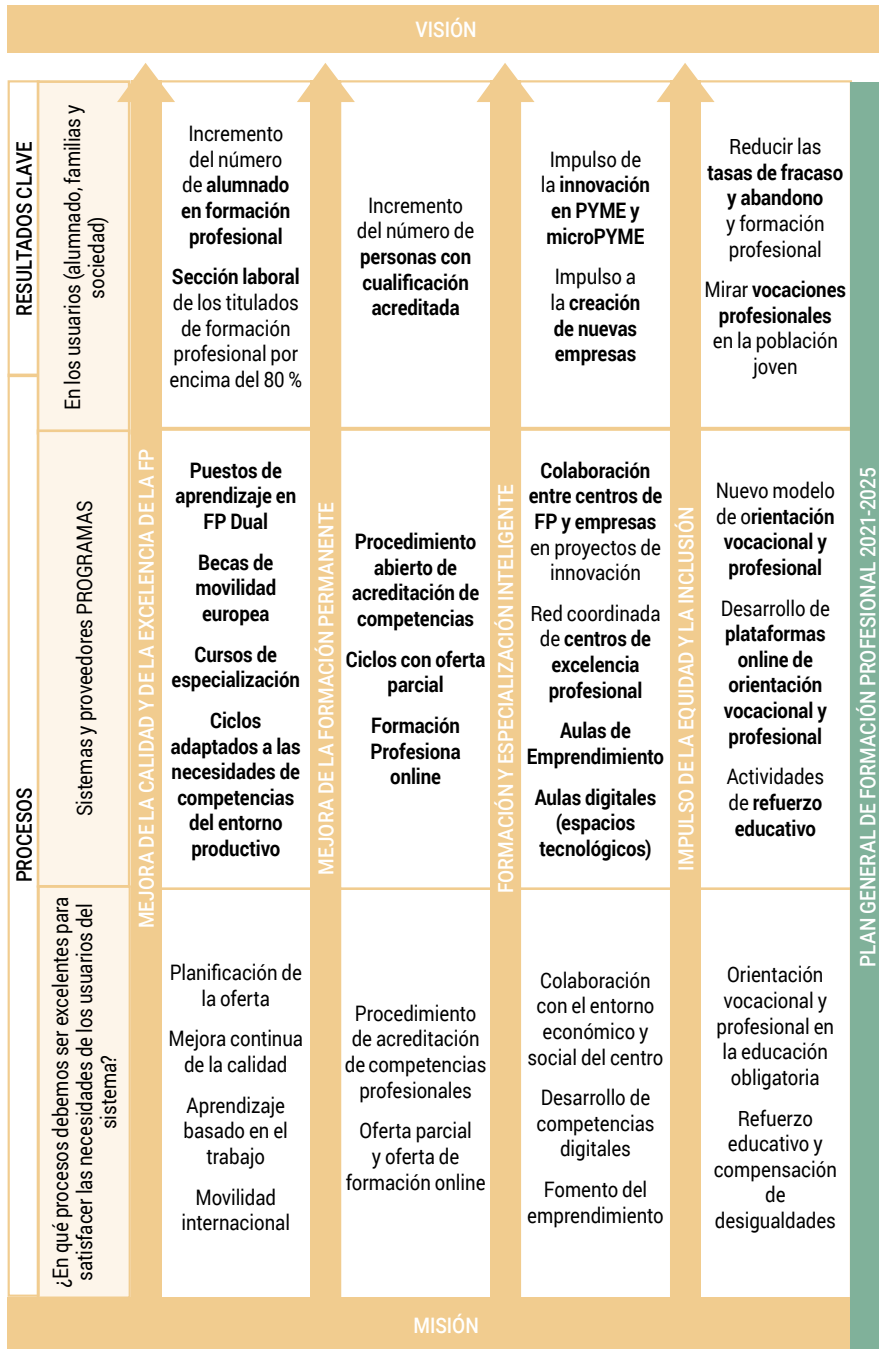 VISIÓN
RESULTADOS CLAVE
En los usuarios (alumnado, familias y
sociedad)
MEJORA DE LA CALIDAD Y DE LA EXCELENCIA DE LA FP
Incremento
del número
de alumnado
en formación
profesional
Sección laboral
de los titulados
de formación
profesional por
encima del 80 %
MEJORA DE LA FORMACIÓN PERMANENTE
Incremento
del número de
personas con
cualificación
acreditada
FORMACIÓN Y ESPECIALIZACIÓN INTELIGENTE
Impulso de
la innovación
en PYME y
microPYME
Impulso a
la creación
de nuevas
empresas
IMPULSO DE LA EQUIDAD Y LA INCLUSIÓN
Reducir las
tasas de fracaso
y abandono
y formación
profesional
Mirar vocaciones
profesionales
en la población
joven
PLAN GENERAL DE FORMACIÓN PROFESIONAL 2021-2025
PROCESOS
Sistemas y proveedores PROGRAMAS
Puestos de
aprendizaje en
FP Dual
Becas de
movilidad
europea
Cursos de
especialización
Ciclos
adaptados a las
necesidades de
competencias
del entorno
productivo
Procedimiento
abierto de
acreditación de
competencias
Ciclos con oferta
parcial
Formación
Profesiona
online
Colaboración
entre centros de
FP y empresas
en proyectos de
innovación
Red coordinada
de centros de
excelencia
profesional
Aulas de
Emprendimiento
Aulas digitales
(espacios
tecnológicos)
Nuevo modelo
de orientación
vocacional y
profesional
Desarrollo de
plataformas
online de
orientación
vocacional y
profesional
Actividades
de refuerzo
educativo
¿En qué procesos debemos ser excelentes para
satisfacer las necesidades de los usuarios del
sistema?
Planificación de
la oferta
Mejora continua
de la calidad
Aprendizaje
basado en el
trabajo
Movilidad
internacional
Procedimiento
de acreditación
de competencias
profesionales
Oferta parcial
y oferta de
formación online
Colaboración
con el entorno
económico y
social del centro
Desarrollo de
competencias
digitales
Fomento del
emprendimiento
Orientación
vocacional y
profesional en
la educación
obligatoria
Refuerzo
educativo y
compensación
de
desigualdades
MISIÓN